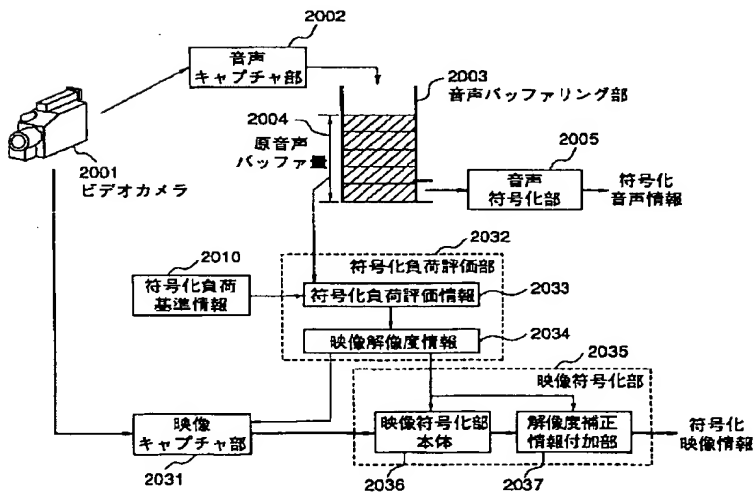 2002
音声
キャプチャ部
2003
音声バッファリング部
2004
原音声
バッファ量
2001
ビデオカメラ
2005
音声
符号化部
符号化
音声情報
2032
符号化負荷評価部
2010
符号化負荷
基準情報
符号化負荷評価情報
2033
映像解像度情報
2034
2035
映像符号化部
映像
キャプチャ部
2031
映像符号化部
本体
2036
解像度補正
情報付加部
2037
符号化
映像情報